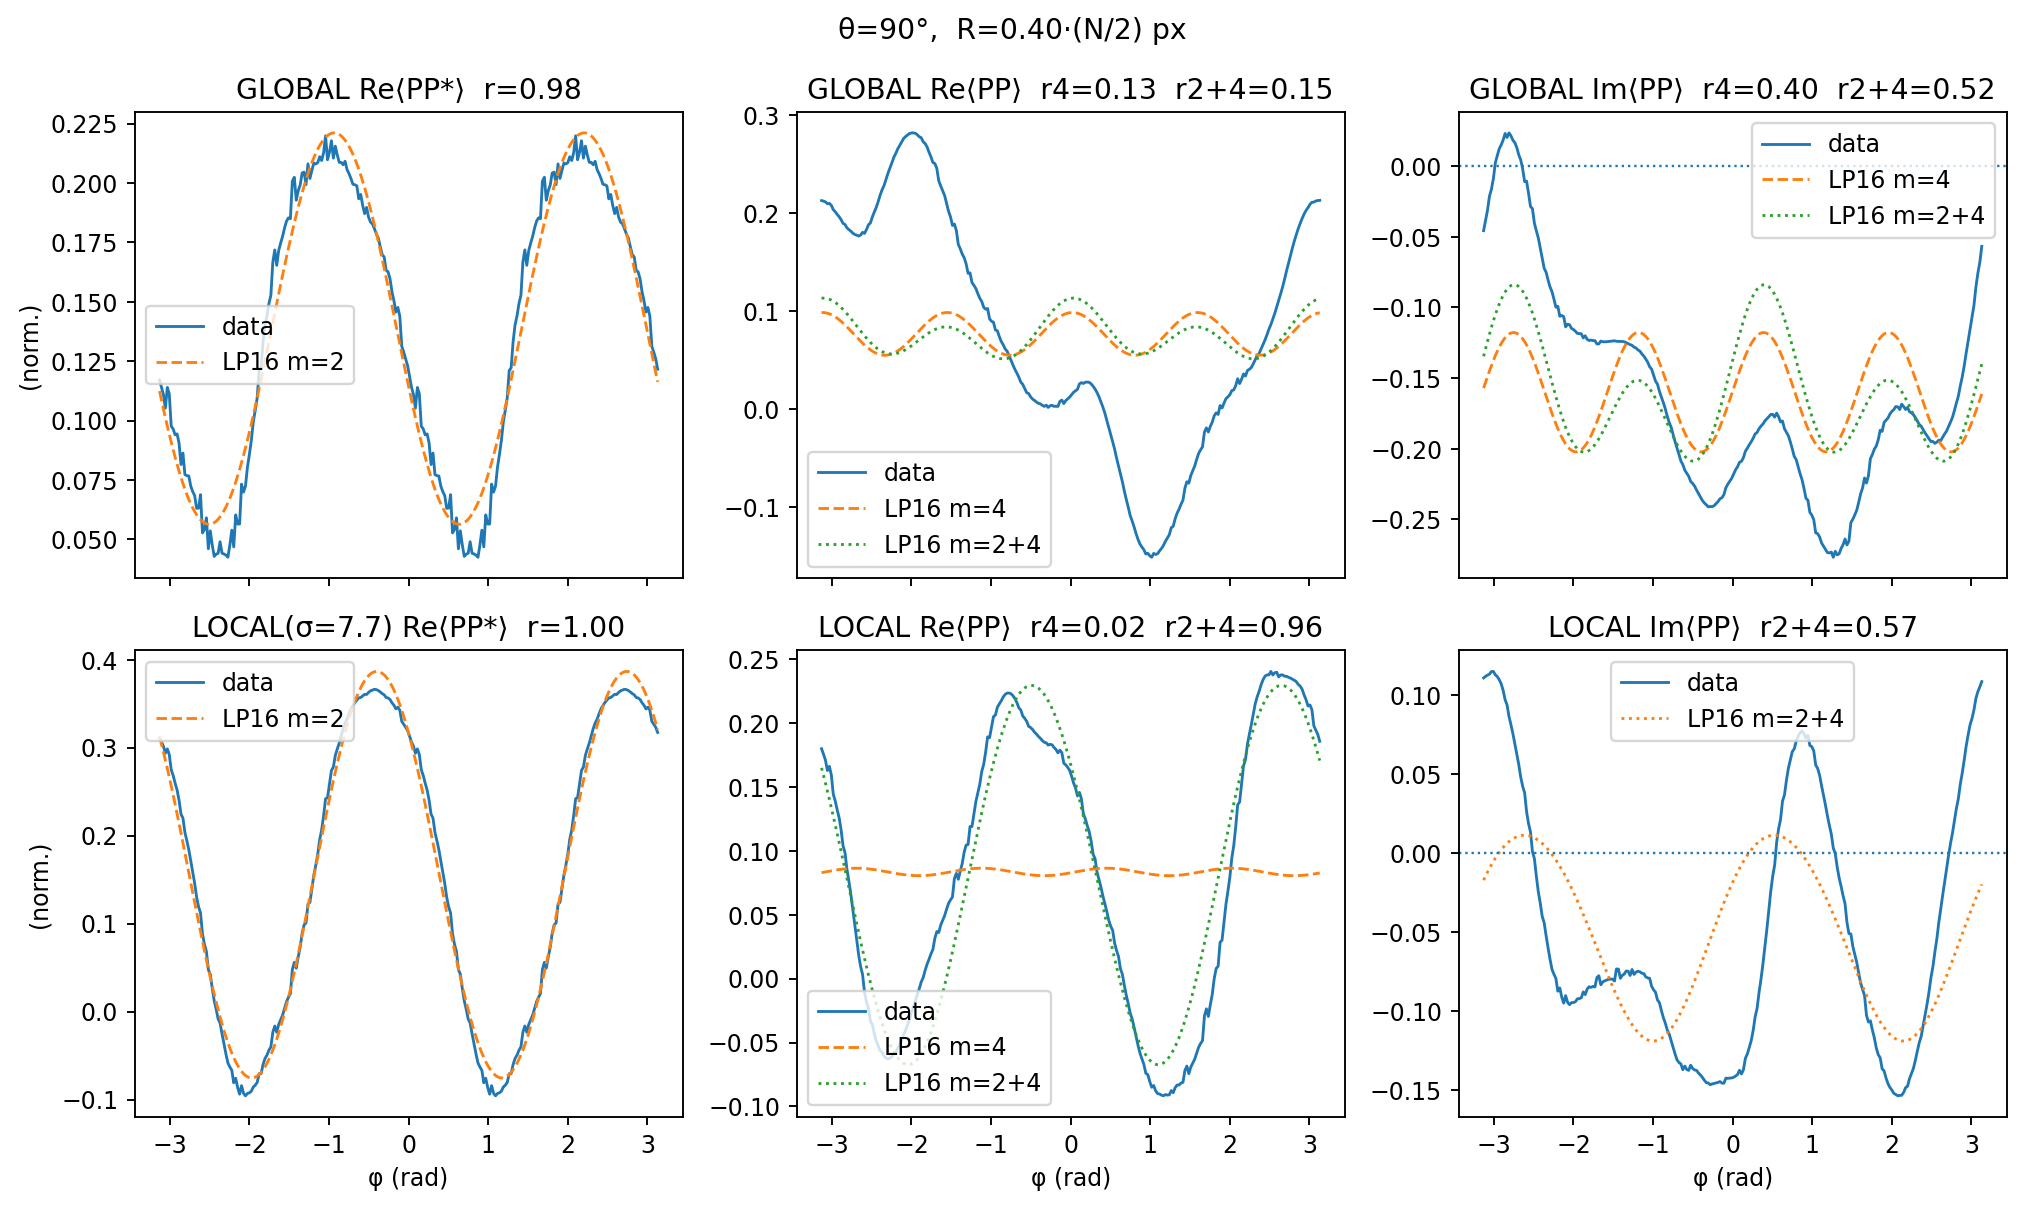 θ=90°,  R=0.40·(N/2) px
GLOBAL Re⟨PP*⟩  r=0.98
GLOBAL Re⟨PP⟩  r4=0.13  r2+4=0.15
GLOBAL Im⟨PP⟩  r4=0.40  r2+4=0.52
(norm.)
0.225
0.200
0.175
0.150
0.125
0.100
0.075
0.050
data
LP16 m=2
0.3
0.2
0.1
0.0
−0.1
data
LP16 m=4
LP16 m=2+4
0.00
−0.05
−0.10
−0.15
−0.20
−0.25
data
LP16 m=4
LP16 m=2+4
LOCAL(σ=7.7) Re⟨PP*⟩  r=1.00
LOCAL Re⟨PP⟩  r4=0.02  r2+4=0.96
LOCAL Im⟨PP⟩  r2+4=0.57
(norm.)
0.4
0.3
0.2
0.1
0.0
−0.1
data
LP16 m=2
−3 −2 −1 0 1 2 3
φ (rad)
0.25
0.20
0.15
0.10
0.05
0.00
−0.05
−0.10
data
LP16 m=4
LP16 m=2+4
−3 −2 −1 0 1 2 3
φ (rad)
0.10
0.05
0.00
−0.05
−0.10
−0.15
data
LP16 m=2+4
−3 −2 −1 0 1 2 3
φ (rad)